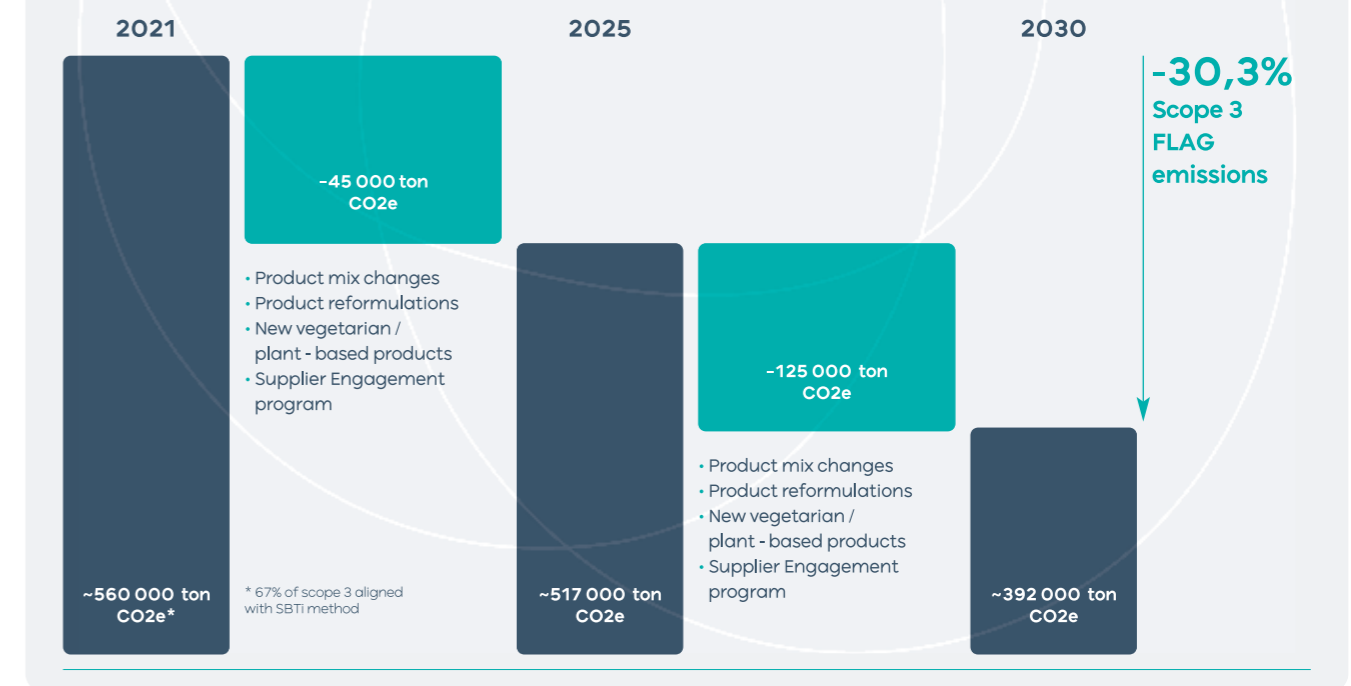 2021
2025
2030
-45 000 ton
CO2e
• Product mix changes
• Product reformulations
• New vegetarian /
plant - based products
• Supplier Engagement
program
~560 000 ton
CO2e*
* 67% of scope 3 aligned
with SBTi method
~517 000 ton
CO2e
-125 000 ton
CO2e
• Product mix changes
• Product reformulations
• New vegetarian /
plant - based products
• Supplier Engagement
program
~392 000 ton
CO2e
-30,3%
Scope 3
FLAG
emissions